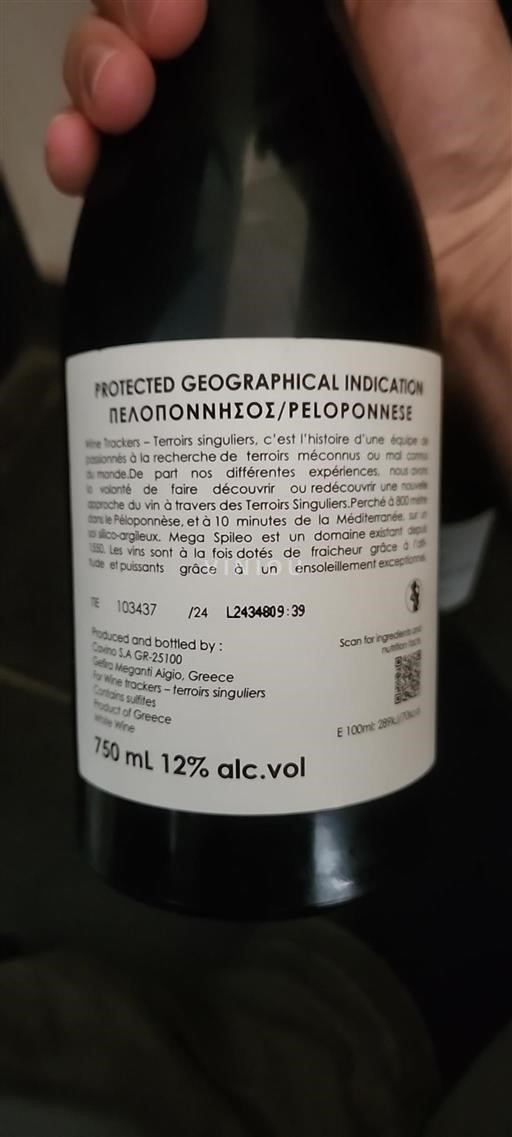 PROTECTED GEOGRAPHICAL INDICATION
ΠΕΛΟΠΟΝΝΗΣΟΣ/PELOPONNESE
Wine Trackers – Terroirs singuliers, c'est l'histoire d'une équipe de
passionnés à la recherche de terroirs méconnus ou mal connus
du monde.De part nos différentes expériences, nous avons
la volonté de faire découvrir ou redécouvrir une nouvelle
approche du vin à travers des Terroirs Singuliers.Perché à 800 mètre
dans le Péloponnèse, et à 10 minutes de la Méditerranée, sur un
sol silico-argileux. Mega Spileo est un domaine existant depuis
1550. Les vins sont à la fois dotés de fraicheur grâce à l'alti-
tude et puissants grâce à un ensoleillement exceptionnel.
VINIOU
ΠΕ 103437 /24 L2434809:39
Produced and bottled by :
Cavino S.A GR-25100
Gefira Meganti Aigio, Greece
For Wine trackers – terroirs singuliers
Contains sulfites
Product of Greece
White Wine
Scan for ingredients and
nutrition facts
E 100ml: 289kJ/70kcal
750 mL 12% alc.vol